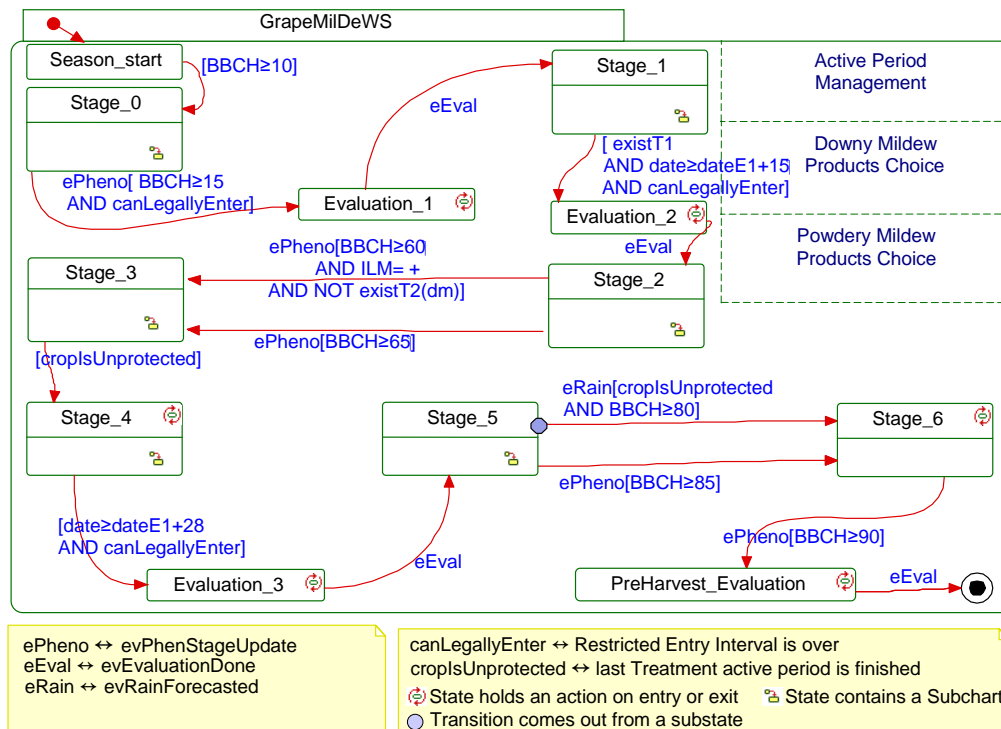 GrapeMilDeWS
Season_start
[BBCH≥10]
Stage_0
ePheno[ BBCH≥15
AND canLegallyEnter]
Evaluation_1
eEval
Stage_1
[ existT1
AND date≥dateE1+15
AND canLegallyEnter]
Evaluation_2
eEval
Active Period
Management
Downy Mildew
Products Choice
Powdery Mildew
Products Choice
Stage_2
ePheno[BBCH≥60
AND ILM= +
AND NOT existT2(dm)]
ePheno[BBCH≥65]
Stage_3
[cropIsUnprotected]
Stage_4
[date≥dateE1+28
AND canLegallyEnter]
Evaluation_3
eEval
Stage_5
eRain[cropIsUnprotected
AND BBCH≥80]
ePheno[BBCH≥85]
Stage_6
ePheno[BBCH≥90]
PreHarvest_Evaluation
eEval
ePheno ↔ evPhenStageUpdate
eEval ↔ evEvaluationDone
eRain ↔ evRainForecasted
canLegallyEnter ↔ Restricted Entry Interval is over
cropIsUnprotected ↔ last Treatment active period is finished
State holds an action on entry or exit
State contains a Subchart
Transition comes out from a substate